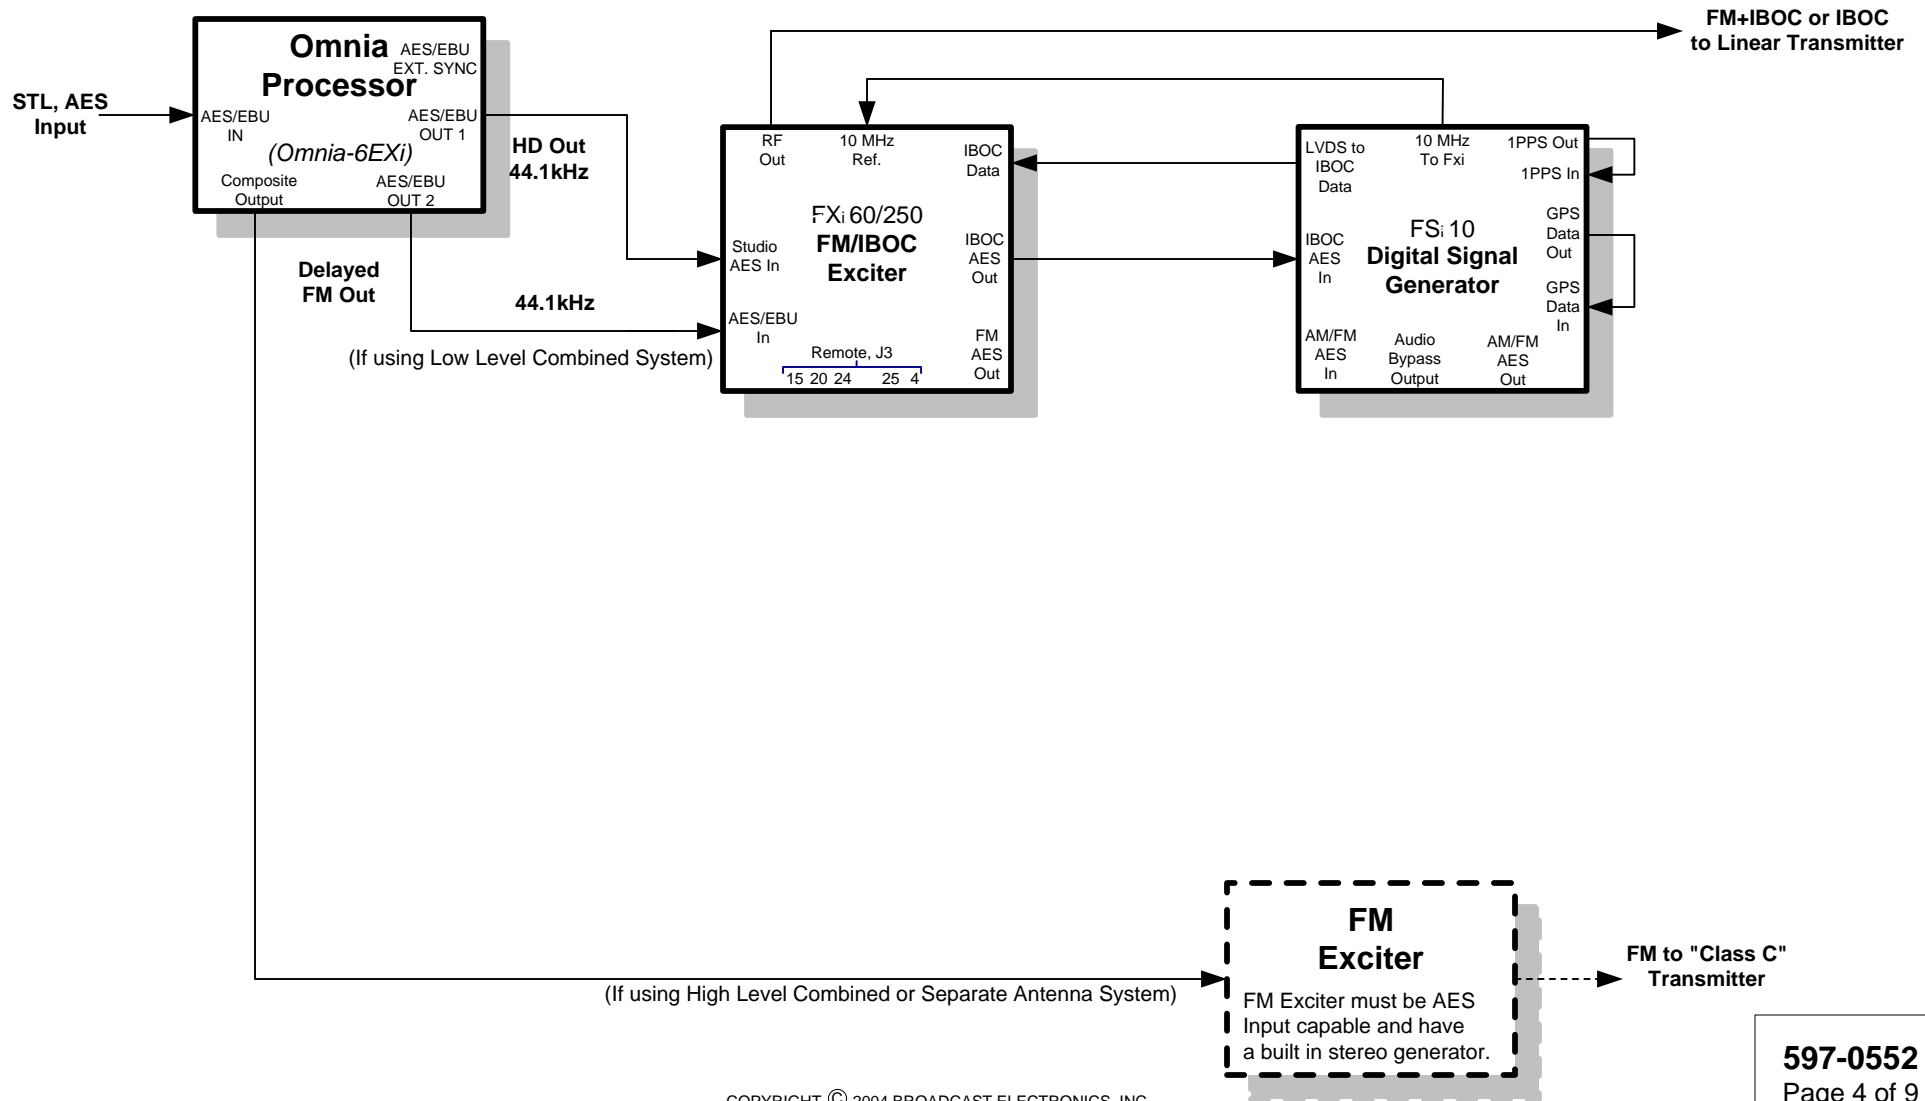 FM+IBOC or IBOC
to Linear Transmitter
Omnia
Processor
AES/EBU
EXT. SYNC
STL, AES
Input
AES/EBU
IN
AES/EBU
OUT 1
(Omnia-6EXi)
Composite
Output
AES/EBU
OUT 2
HD Out
44.1kHz
Delayed
FM Out
44.1kHz
(If using Low Level Combined System)
RF
Out
10 MHz
Ref.
IBOC
Data
FXi 60/250
FM/IBOC
Exciter
Studio
AES In
IBOC
AES
Out
AES/EBU
In
FM
AES
Out
Remote, J3
15 20 24 25 4
LVDS to
IBOC
Data
10 MHz
To Fxi
1PPS Out
1PPS In
GPS
Data
Out
FSi 10
Digital Signal
Generator
IBOC
AES
In
GPS
Data
In
AM/FM
AES
In
Audio
Bypass
Output
AM/FM
AES
Out
(If using High Level Combined or Separate Antenna System)
FM
Exciter
FM Exciter must be AES
Input capable and have
a built in stereo generator.
FM to "Class C"
Transmitter
597-0552
Page 4 of 9
COPYRIGHT © 2004 BROADCAST ELECTRONICS, INC